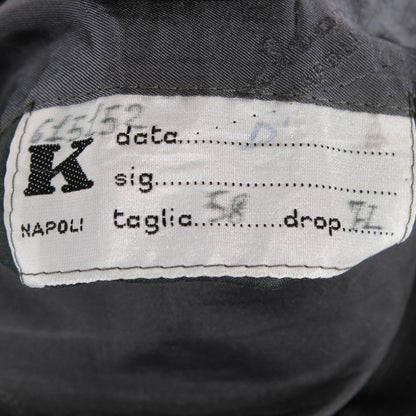 615152
data
K
sig.
NAPOLI
taglia 58 drop 7L